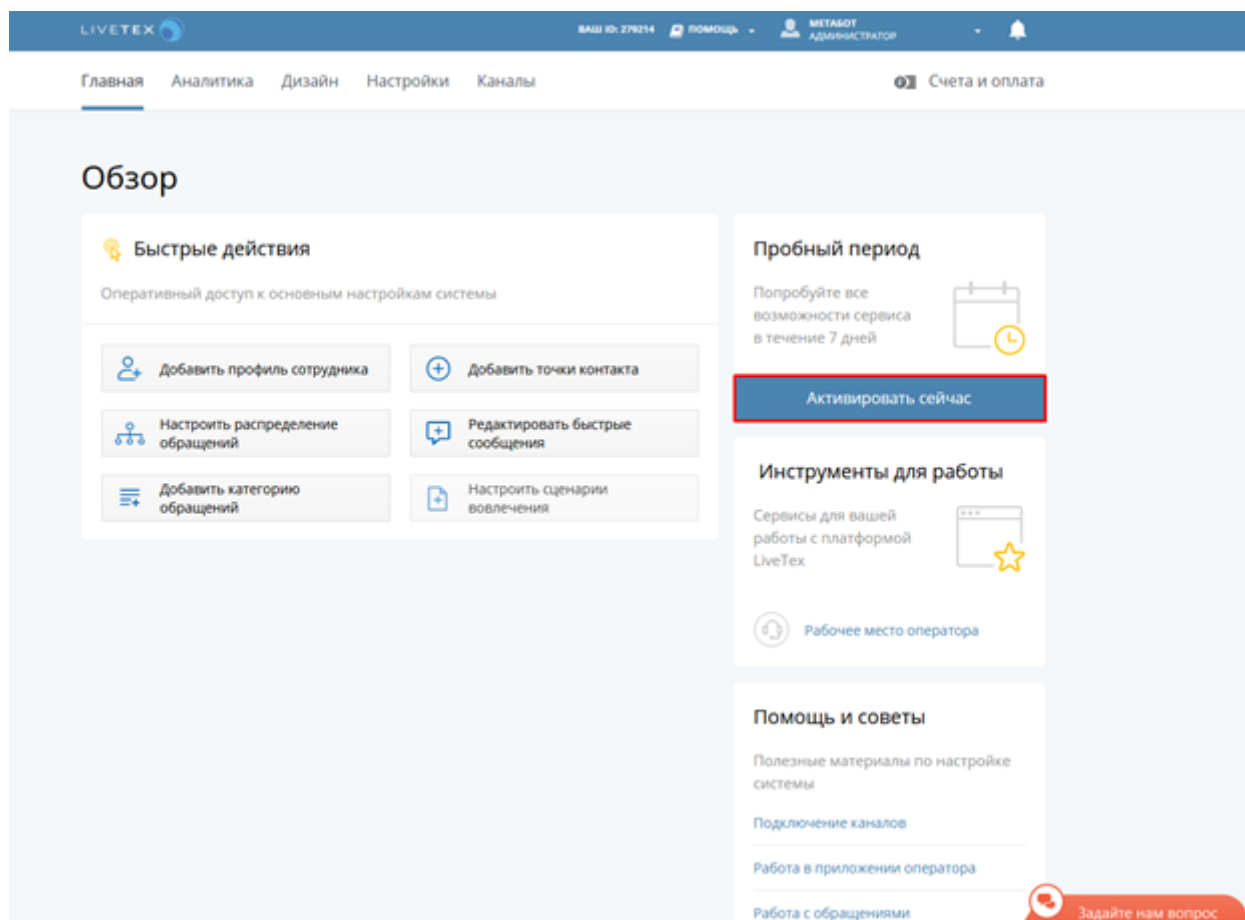 LIVETEX
ВАШ ID: 279214
ПОМОЩЬ
МЕТАБОТ
АДМИНИСТРАТОР
Главная Аналитика Дизайн Настройки Каналы
Счета и оплата
Обзор
Быстрые действия
Оперативный доступ к основным настройкам системы
Добавить профиль сотрудника
Добавить точки контакта
Настроить распределение
обращений
Редактировать быстрые
сообщения
Добавить категорию
обращений
Настроить сценарии
вовлечения
Пробный период
Попробуйте все
возможности сервиса
в течение 7 дней
Активировать сейчас
Инструменты для работы
Сервисы для вашей
работы с платформой
LiveTex
Рабочее место оператора
Помощь и советы
Полезные материалы по настройке
системы
Подключение каналов
Работа в приложении оператора
Работа с обращениями
Задайте нам вопрос